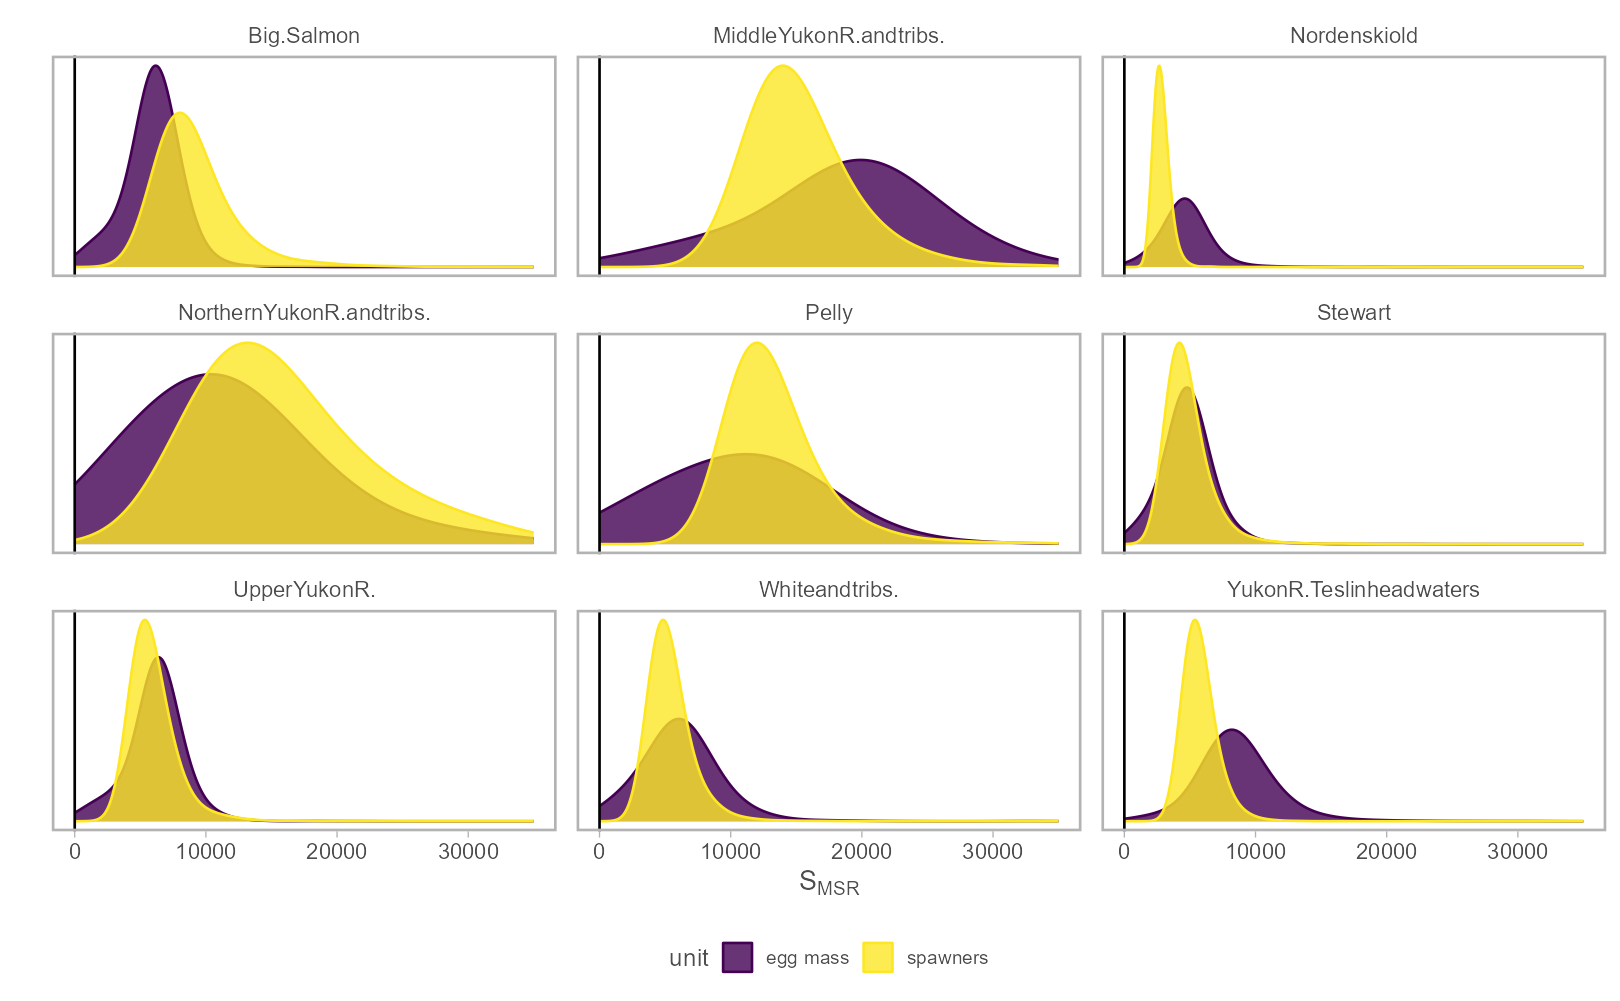 Big.Salmon
MiddleYukonR.andtribs.
Nordenskiold
NorthernYukonR.andtribs.
Pelly
Stewart
UpperYukonR.
Whiteandtribs.
YukonR.Teslinheadwaters
0 10000 20000 30000
0 10000 20000 30000
0 10000 20000 30000
SMSR
unit egg mass spawners